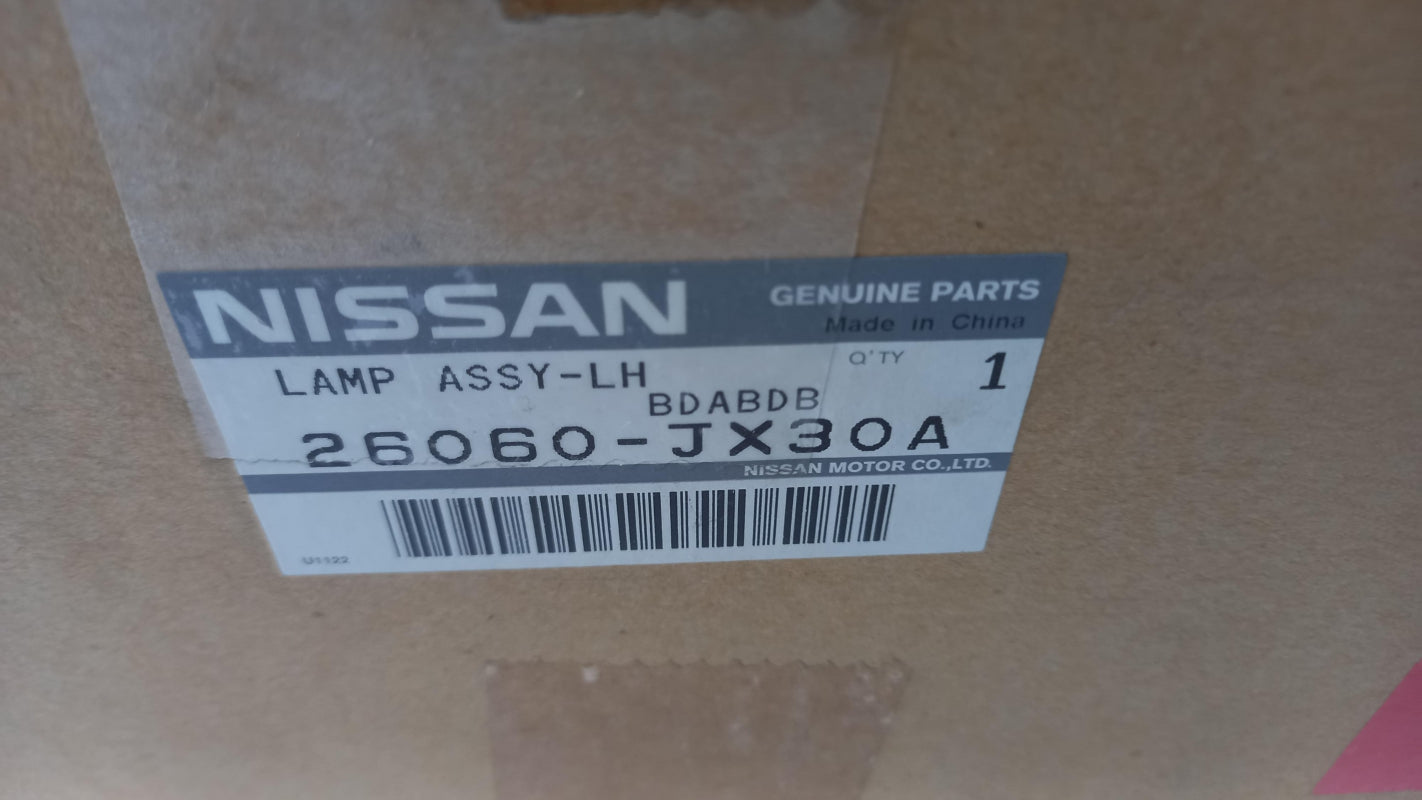 NISSAN GENUINE PARTS
Made in China
Q'TY 1
LAMP ASSY-LH
BDABDB
26060-JX30A
NISSAN MOTOR CO.,LTD.
U1122